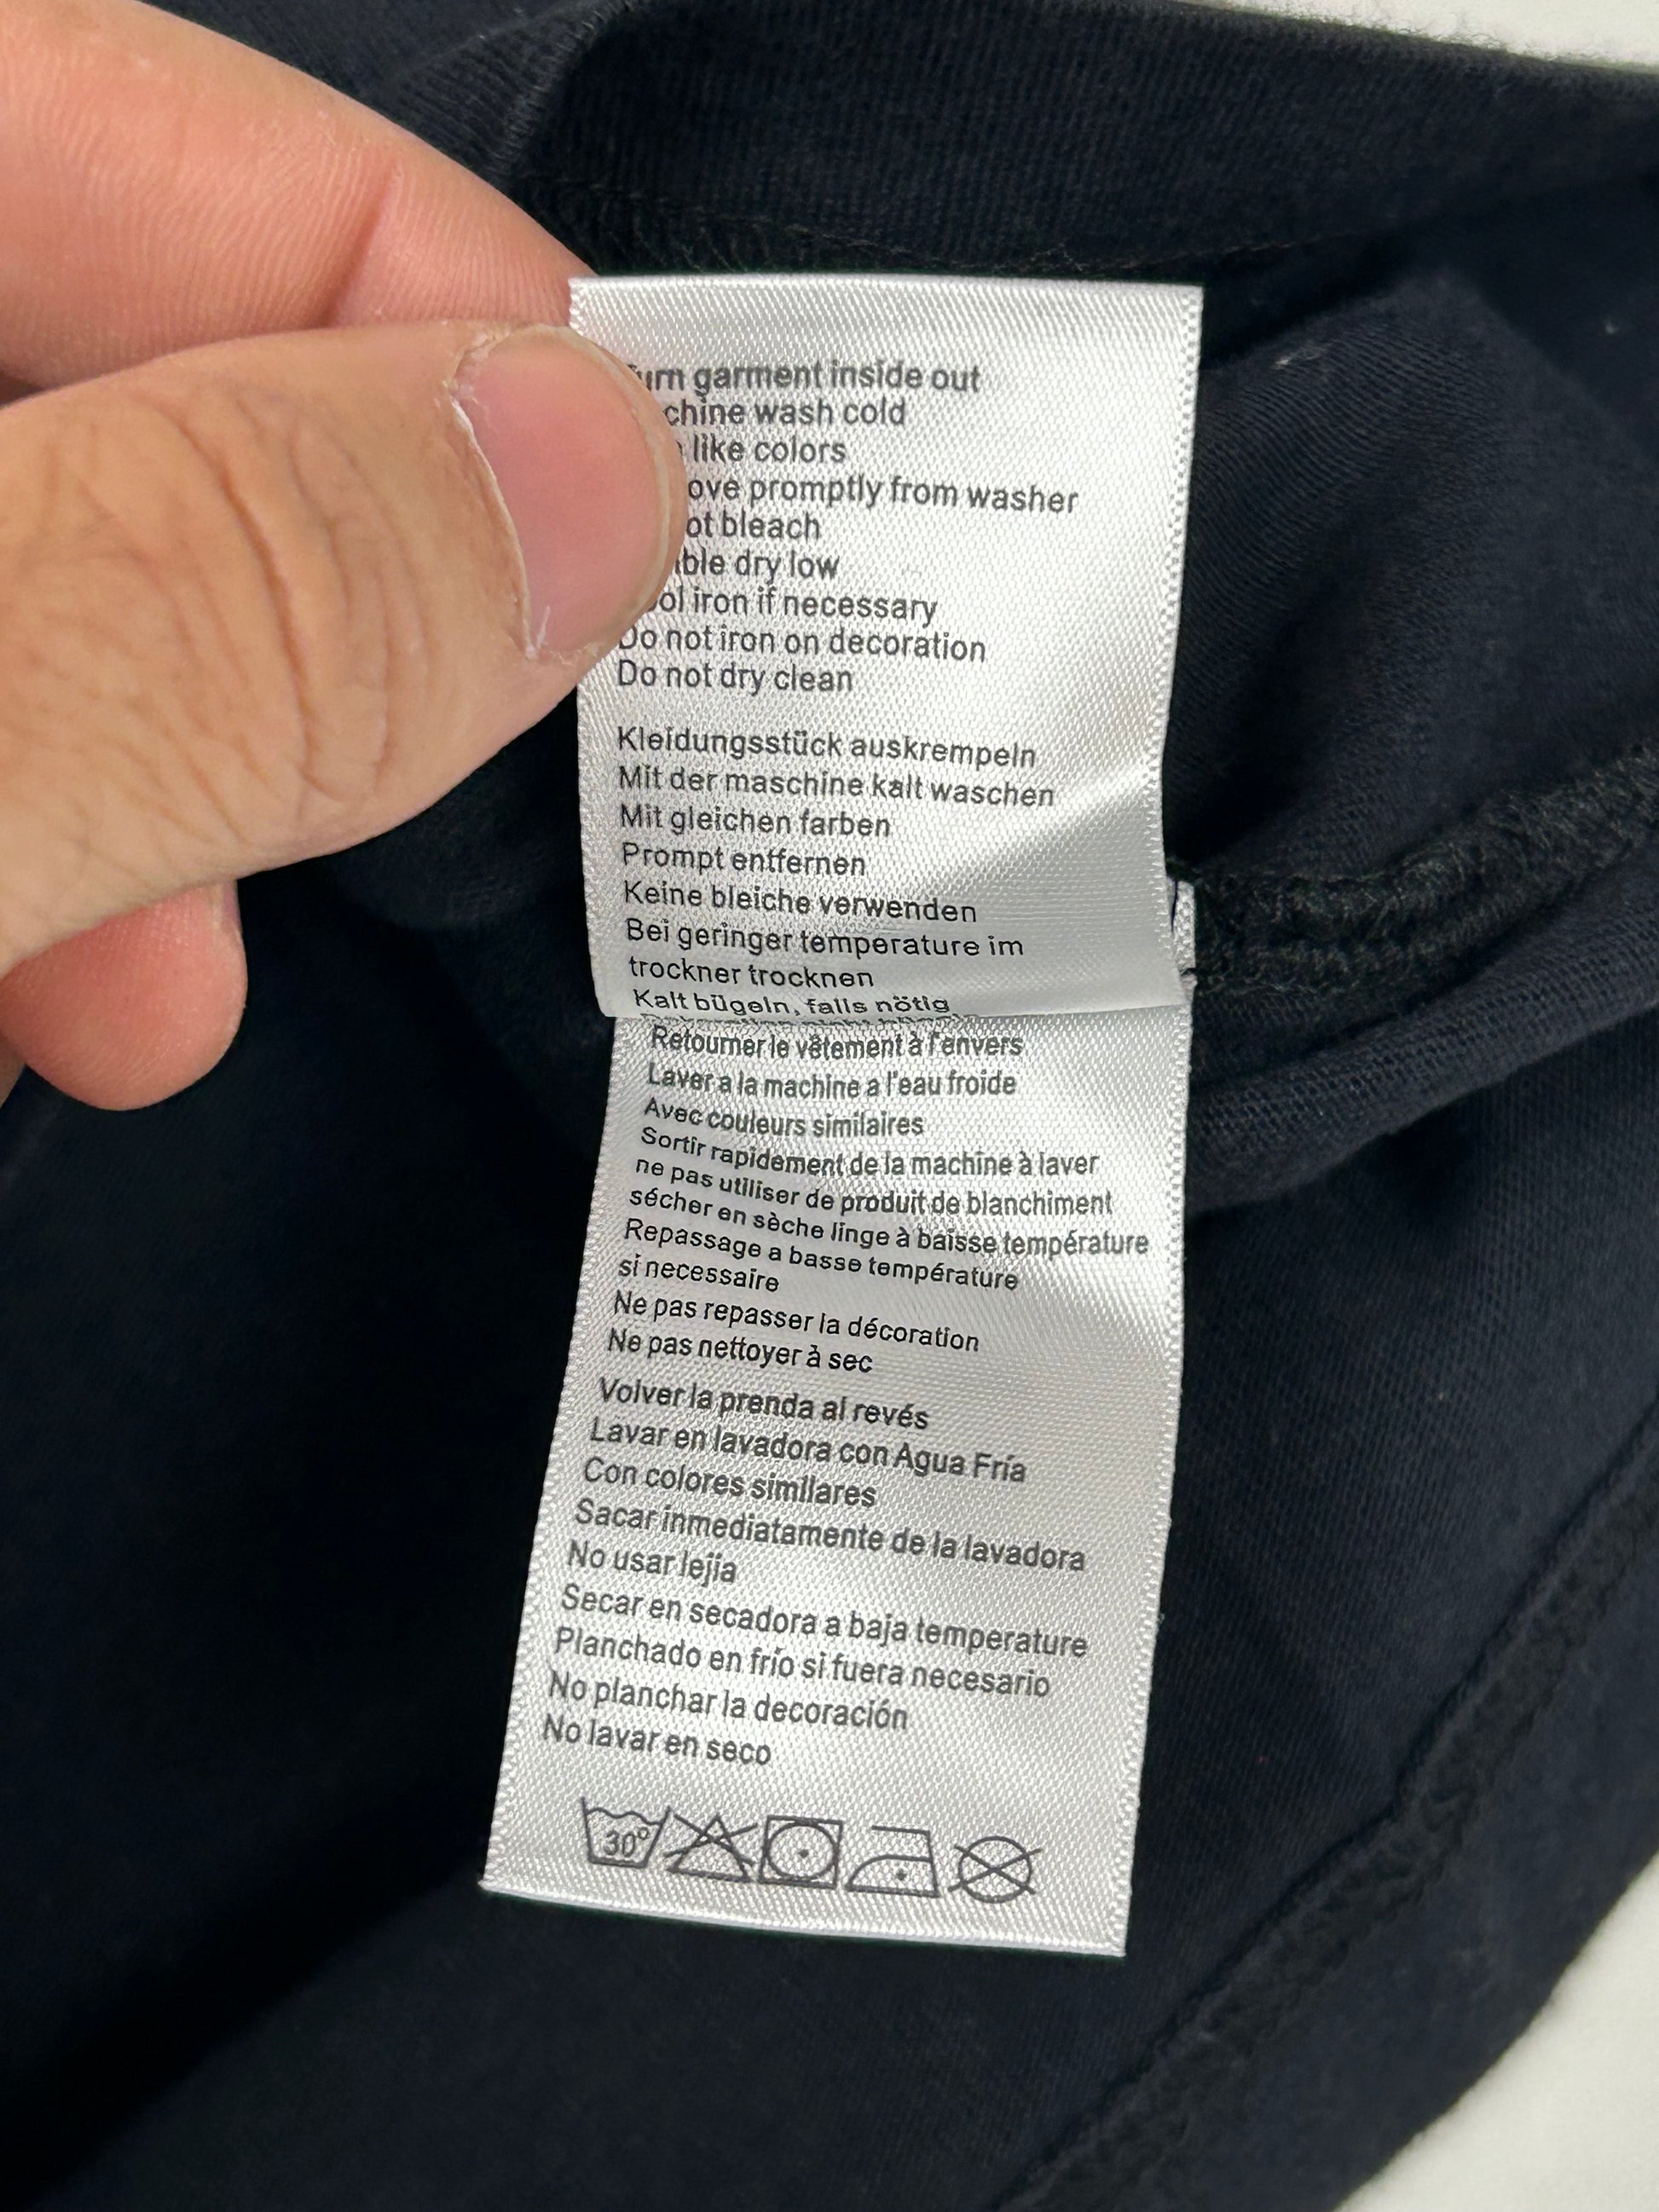 garment inside out
wash cold
like colors
promptly from washer
bleach
dry low
iron if necessary
Do not iron on decoration
Do not dry clean
Kleidungsstück auskrempeln
Mit der maschine kalt waschen
Mit gleichen farben
Prompt entfernen
Keine bleiche verwenden
Bei geringer temperature im
trockner trocknen
Kalt bügeln, falls nötig
Retourner le vêtement à l'envers
Laver a la machine a l'eau froide
Avec couleurs similaires
Sortir rapidement de la machine à laver
ne pas utiliser de produit de blanchiment
sécher en sèche linge à baisse température
Repassage a basse température
si necessaire
Ne pas repasser la décoration
Ne pas nettoyer à sec
Volver la prenda al revés
Lavar en lavadora con Agua Fría
Con colores similares
Sacar inmediatamente de la lavadora
No usar lejia
Secar en secadora a baja temperature
Planchado en frío si fuera necesario
No planchar la decoración
No lavar en seco
30°